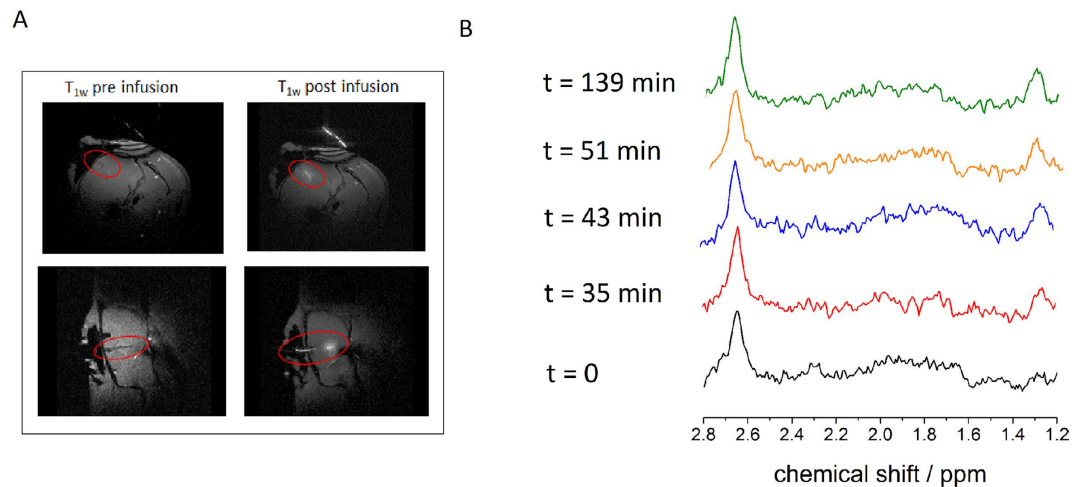 A
B
T1w pre infusion
T1w post infusion
t = 139 min
t = 51 min
t = 43 min
t = 35 min
t = 0
2.8 2.6 2.4 2.2 2.0 1.8 1.6 1.4 1.2
chemical shift / ppm